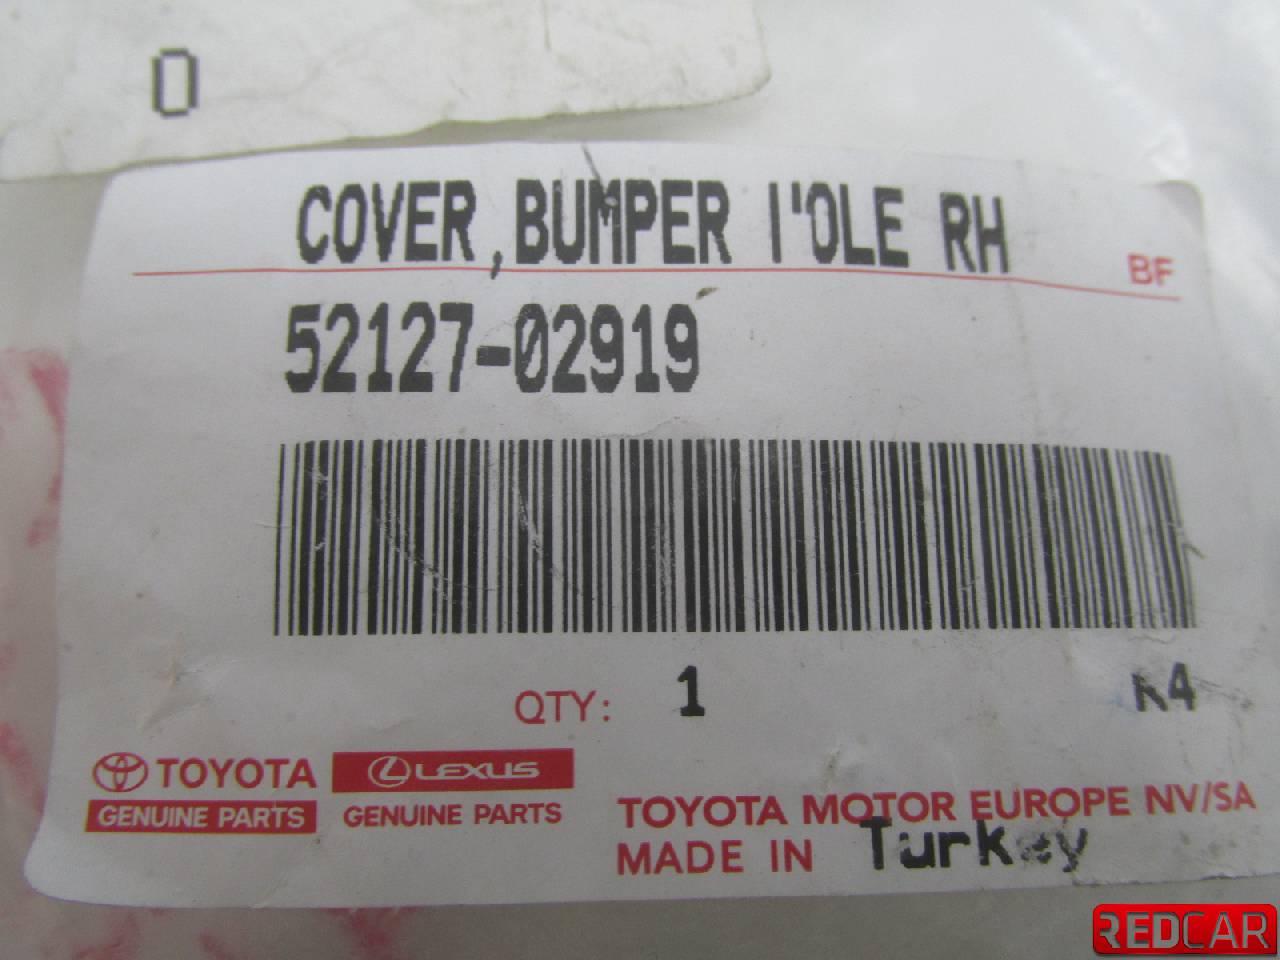 0
COVER,BUMPER I'OLE RH
BF
52127-02919
QTY: 1 K4
TOYOTA LEXUS
GENUINE PARTS GENUINE PARTS
TOYOTA MOTOR EUROPE NV/SA
MADE IN Turkey
REDCAR